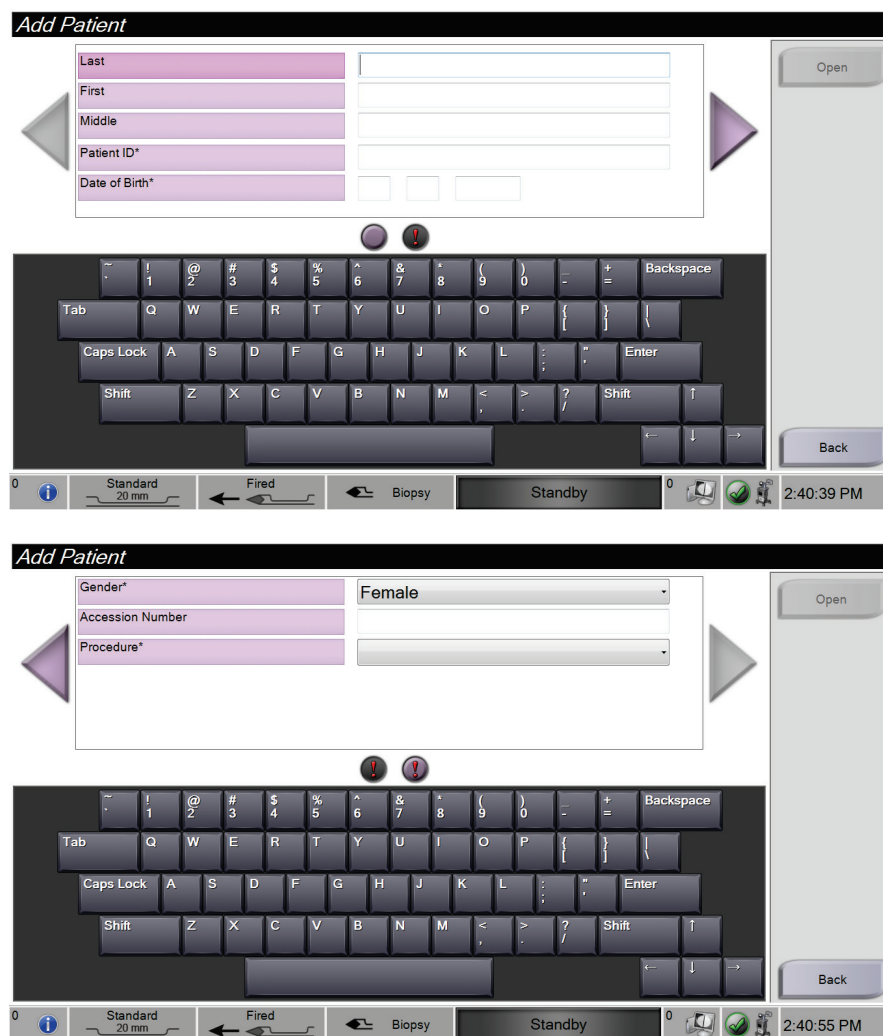 Add Patient
Last
Open
First
Middle
Patient ID*
Date of Birth*
~ ! @ # $ % ^ & * ( ) _ + Backspace
` 1 2 3 4 5 6 7 8 9 0 - =
Tab Q W E R T Y U I O P { } |
[ ] \
Caps Lock A S D F G H J K L : " Enter
; '
Shift Z X C V B N M < > ? Shift ↑
, . /
← ↓ →
Back
0 i Standard Fired Biopsy Standby 0 2:40:39 PM
20 mm
Add Patient
Gender* Female
Open
Accession Number
Procedure*
~ ! @ # $ % ^ & * ( ) _ + Backspace
` 1 2 3 4 5 6 7 8 9 0 - =
Tab Q W E R T Y U I O P { } |
[ ] \
Caps Lock A S D F G H J K L : " Enter
; '
Shift Z X C V B N M < > ? Shift ↑
, . /
← ↓ →
Back
0 i Standard Fired Biopsy Standby 0 2:40:55 PM
20 mm